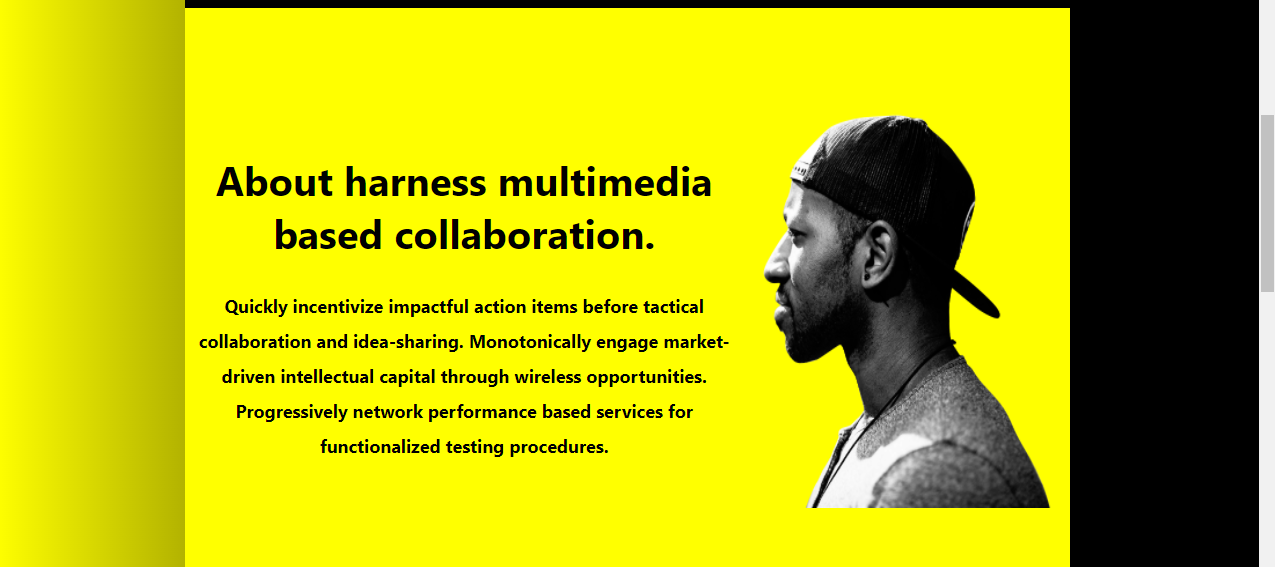 About harness multimedia
based collaboration.
Quickly incentivize impactful action items before tactical
collaboration and idea-sharing. Monotonically engage market-
driven intellectual capital through wireless opportunities.
Progressively network performance based services for
functionalized testing procedures.